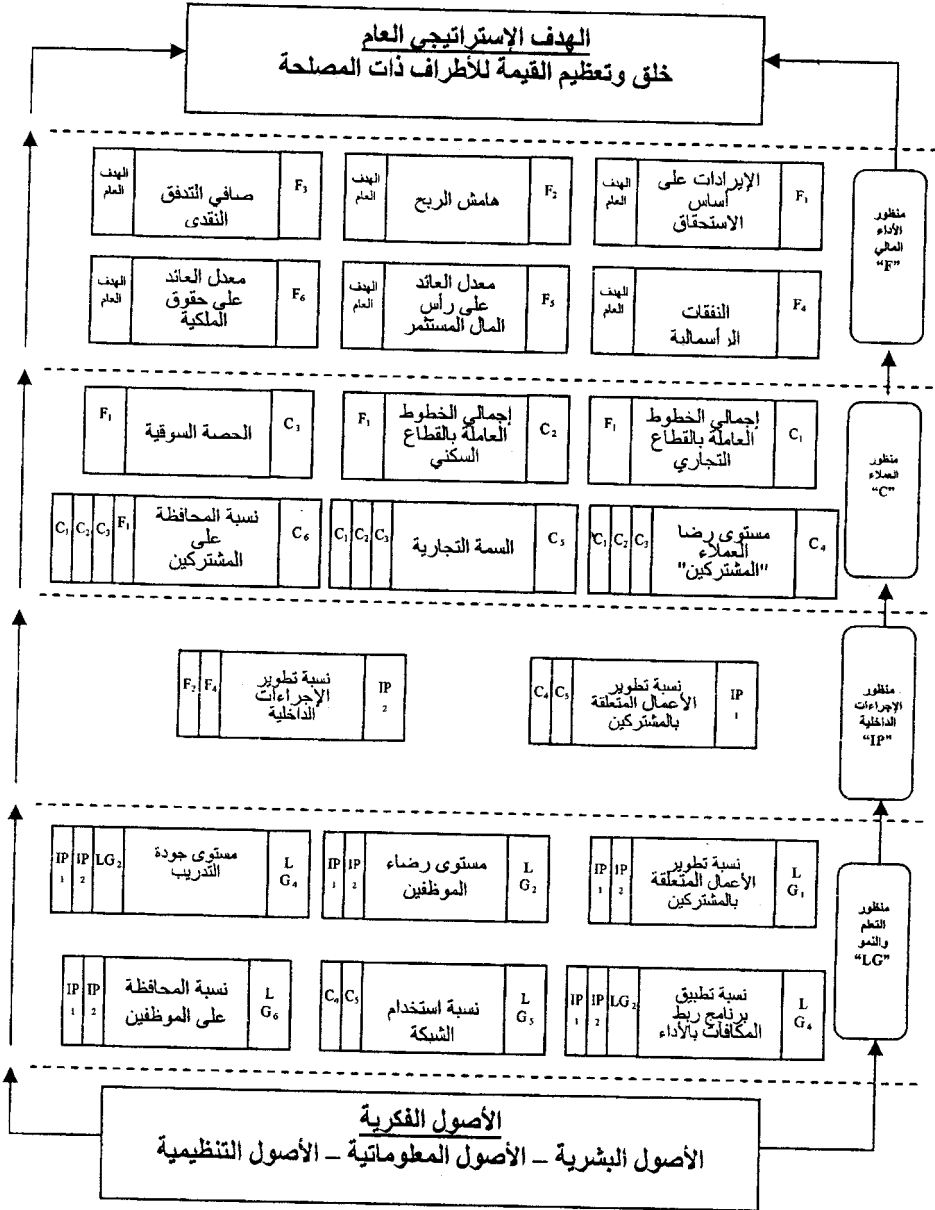 الهدف الإستراتيجي العام
خلق وتعظيم القيمة للأطراف ذات المصلحة
منظور
الأداء
المالي
"F"
F₁
الإيرادات على
أساس
الاستحقاق
الهدف
العام
F₂
هامش الربح
الهدف
العام
F₃
صافي التدفق
النقدى
الهدف
العام
F₄
النفقات
الرأسمالية
الهدف
العام
F₅
معدل العائد
على رأس
المال المستثمر
الهدف
العام
F₆
معدل العائد
على حقوق
الملكية
الهدف
العام
منظور
العملاء
"C"
C₁
إجمالي الخطوط
العاملة بالقطاع
التجاري
F₁
C₂
إجمالي الخطوط
العاملة بالقطاع
السكني
F₁
C₃
الحصة السوقية
F₁
C₄
مستوى رضا
العملاء
"المشتركين"
C₃ C₂ C₁
C₅
السمة التجارية
C₃ C₂ C₁
C₆
نسبة المحافظة
على
المشتركين
F₁ C₃ C₂ C₁
منظور
الإجراءات
الداخلية
"IP"
IP
1
نسبة تطوير
الأعمال المتعلقة
بالمشتركين
C₅ C₄
IP
2
نسبة تطوير
الإجراءات
الداخلية
F₄ F₂
منظور
التعلم
والنمو
"LG"
L
G₁
نسبة تطوير
الأعمال المتعلقة
بالمشتركين
IP IP
2 1
L
G₂
مستوى رضاء
الموظفين
IP IP
2 1
L
G₄
مستوى جودة
التدريب
LG₂ IP IP
2 1
L
G₄
نسبة تطبيق
برنامج ربط
المكافات بالأداء
LG₂ IP IP
2 1
L
G₅
نسبة استخدام
الشبكة
C₅ C₄
L
G₆
نسبة المحافظة
على الموظفين
IP IP
2 1
الأصول الفكرية
الأصول البشرية – الأصول المعلوماتية – الأصول التنظيمية